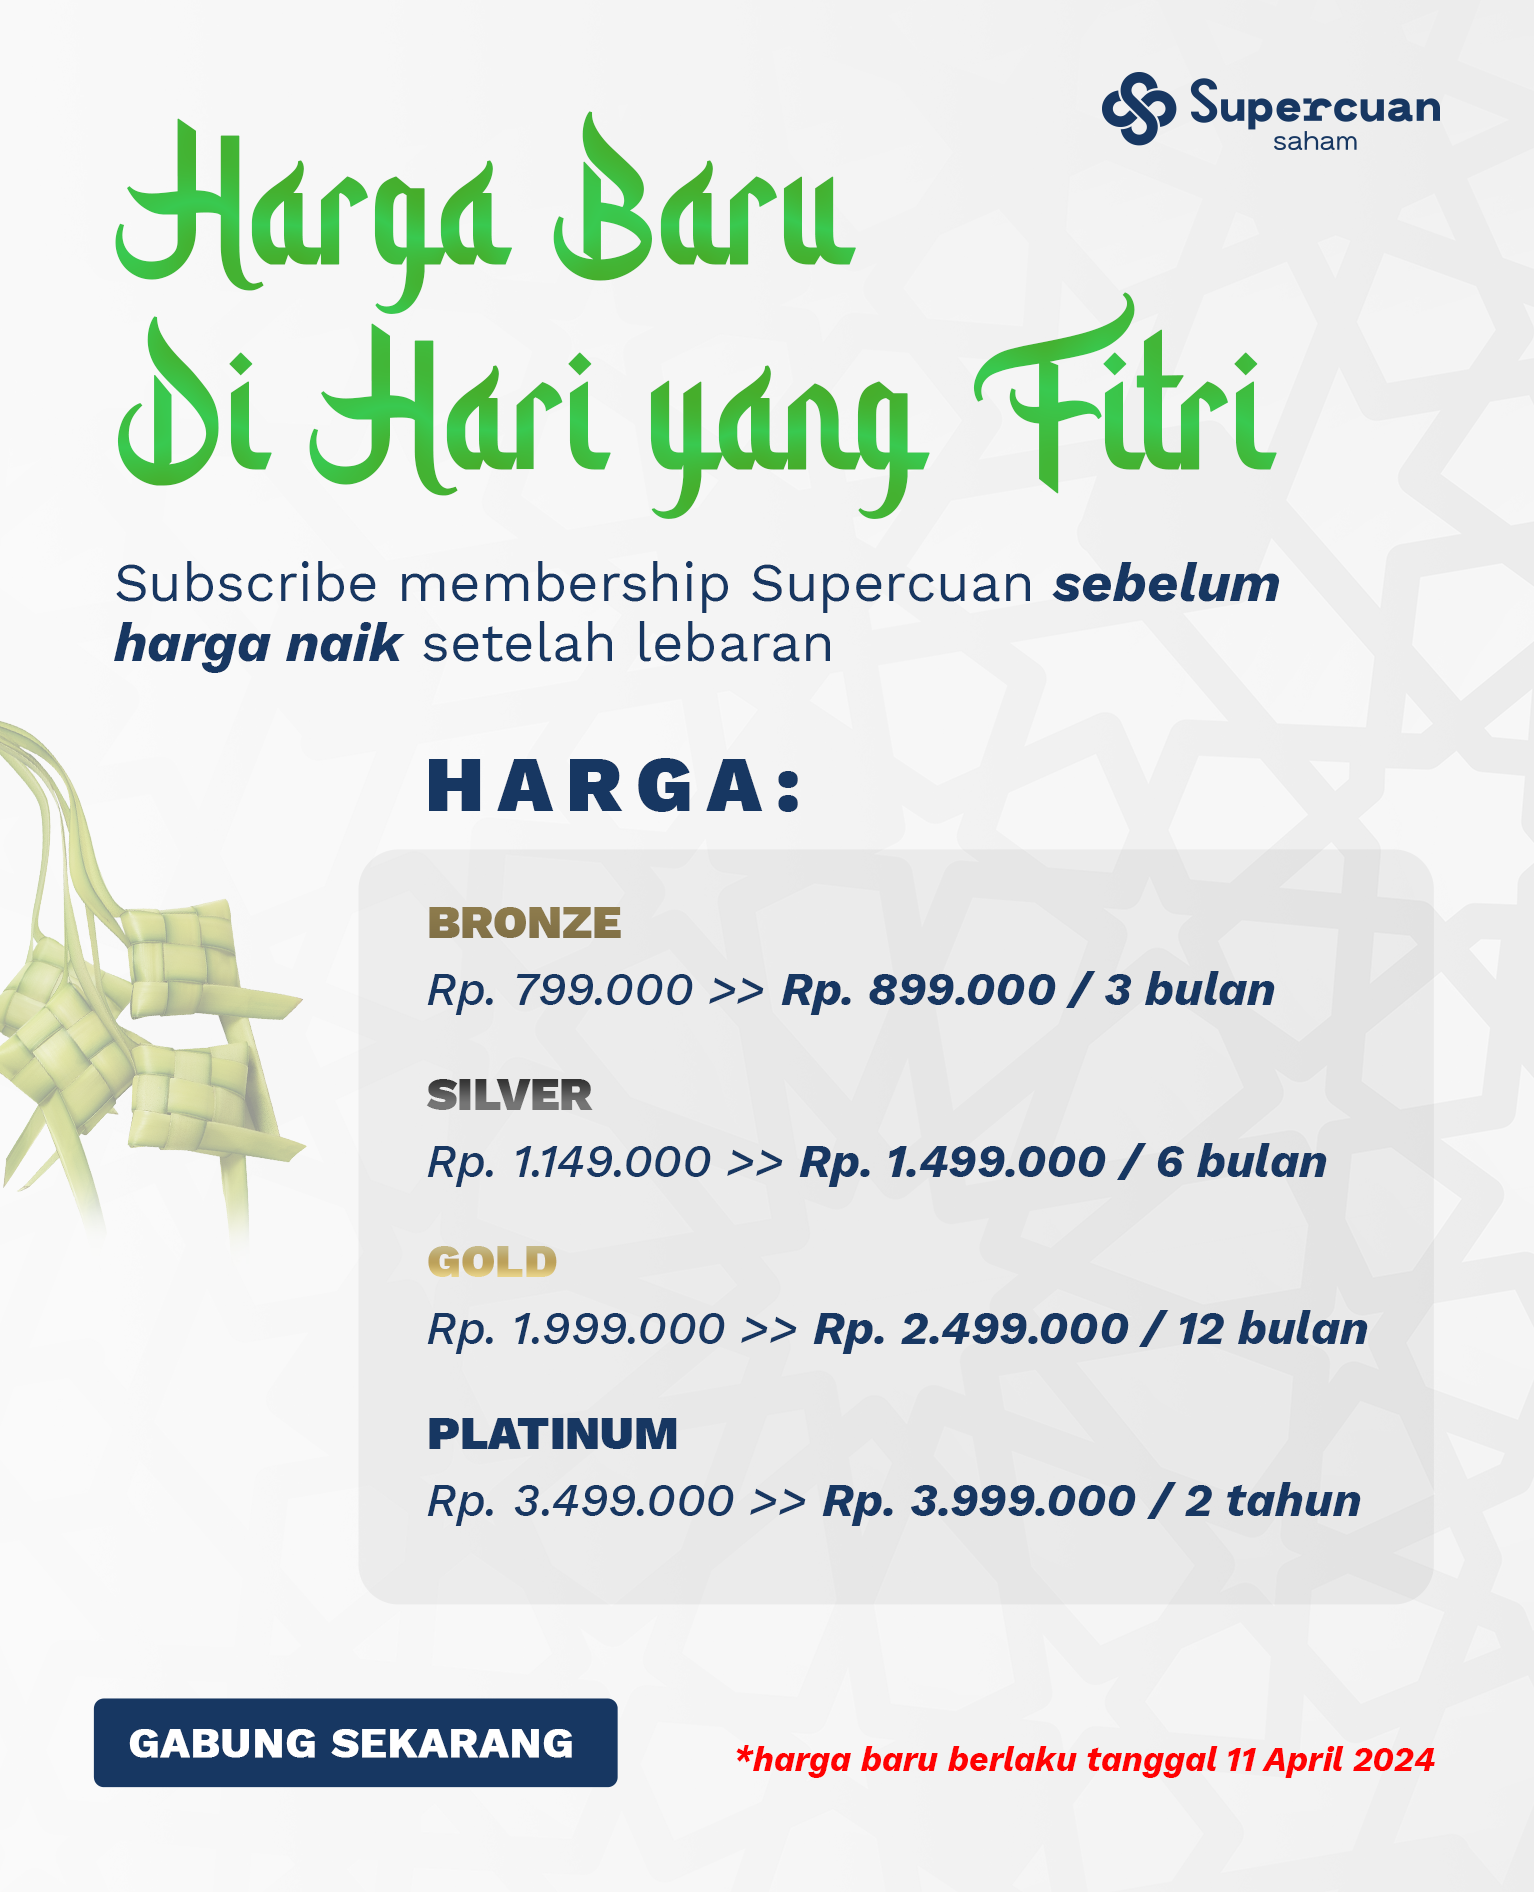 Supercuan
saham
Harga Baru
Di Hari yang Fitri
Subscribe membership Supercuan sebelum
harga naik setelah lebaran
HARGA:
BRONZE
Rp. 799.000 >> Rp. 899.000 / 3 bulan
SILVER
Rp. 1.149.000 >> Rp. 1.499.000 / 6 bulan
GOLD
Rp. 1.999.000 >> Rp. 2.499.000 / 12 bulan
PLATINUM
Rp. 3.499.000 >> Rp. 3.999.000 / 2 tahun
GABUNG SEKARANG
*harga baru berlaku tanggal 11 April 2024